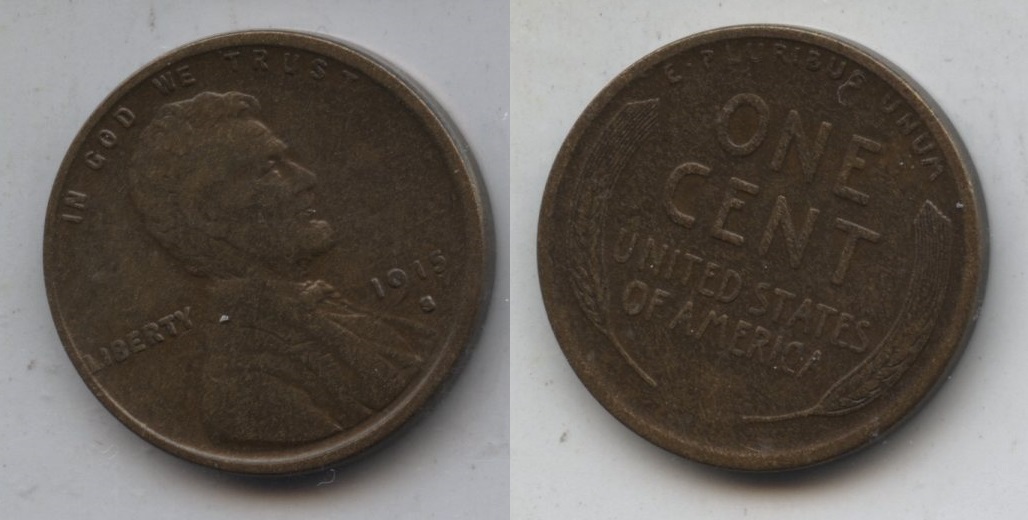 IN GOD WE TRUST
LIBERTY
1915
S
E·PLURIBUS UNUM
ONE
CENT
UNITED STATES
OF AMERICA